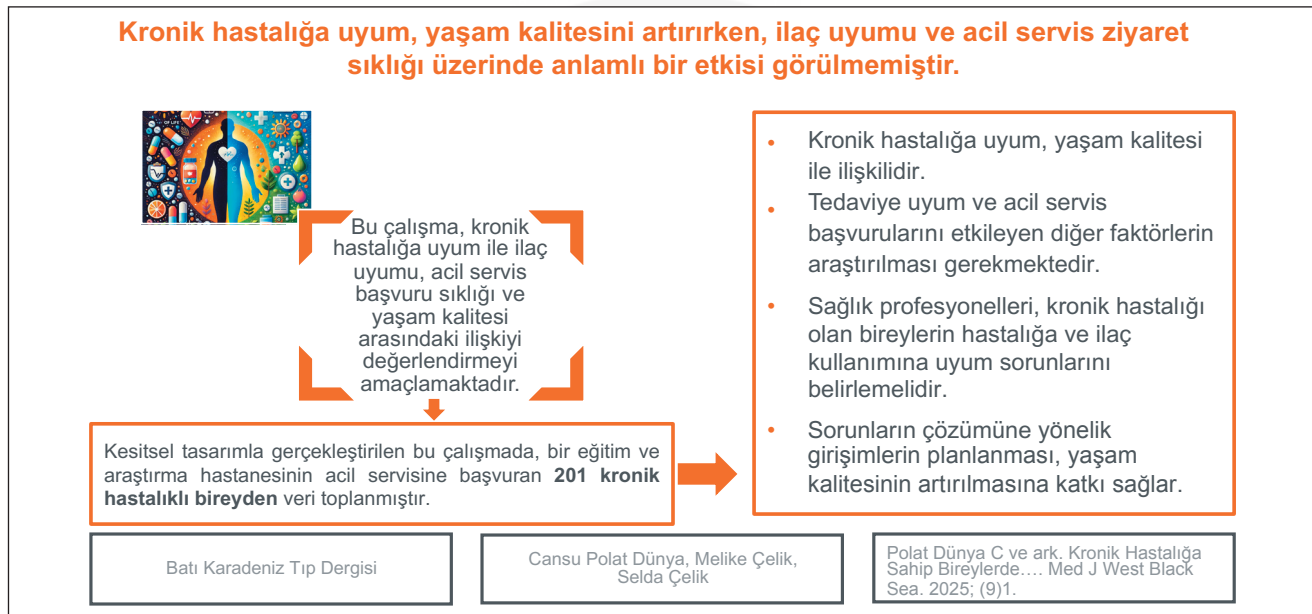 Kronik hastalığa uyum, yaşam kalitesini artırırken, ilaç uyumu ve acil servis ziyaret
sıklığı üzerinde anlamlı bir etkisi görülmemiştir.
OF LIFE
Bu çalışma, kronik
hastalığa uyum ile ilaç
uyumu, acil servis
başvuru sıklığı ve
yaşam kalitesi
arasındaki ilişkiyi
değerlendirmeyi
amaçlamaktadır.
Kesitsel tasarımla gerçekleştirilen bu çalışmada, bir eğitim ve
araştırma hastanesinin acil servisine başvuran 201 kronik
hastalıklı bireyden veri toplanmıştır.
• Kronik hastalığa uyum, yaşam kalitesi
ile ilişkilidir.
• Tedaviye uyum ve acil servis
başvurularını etkileyen diğer faktörlerin
araştırılması gerekmektedir.
• Sağlık profesyonelleri, kronik hastalığı
olan bireylerin hastalığa ve ilaç
kullanımına uyum sorunlarını
belirlemelidir.
• Sorunların çözümüne yönelik
girişimlerin planlanması, yaşam
kalitesinin artırılmasına katkı sağlar.
Batı Karadeniz Tıp Dergisi
Cansu Polat Dünya, Melike Çelik,
Selda Çelik
Polat Dünya C ve ark. Kronik Hastalığa
Sahip Bireylerde…. Med J West Black
Sea. 2025; (9)1.